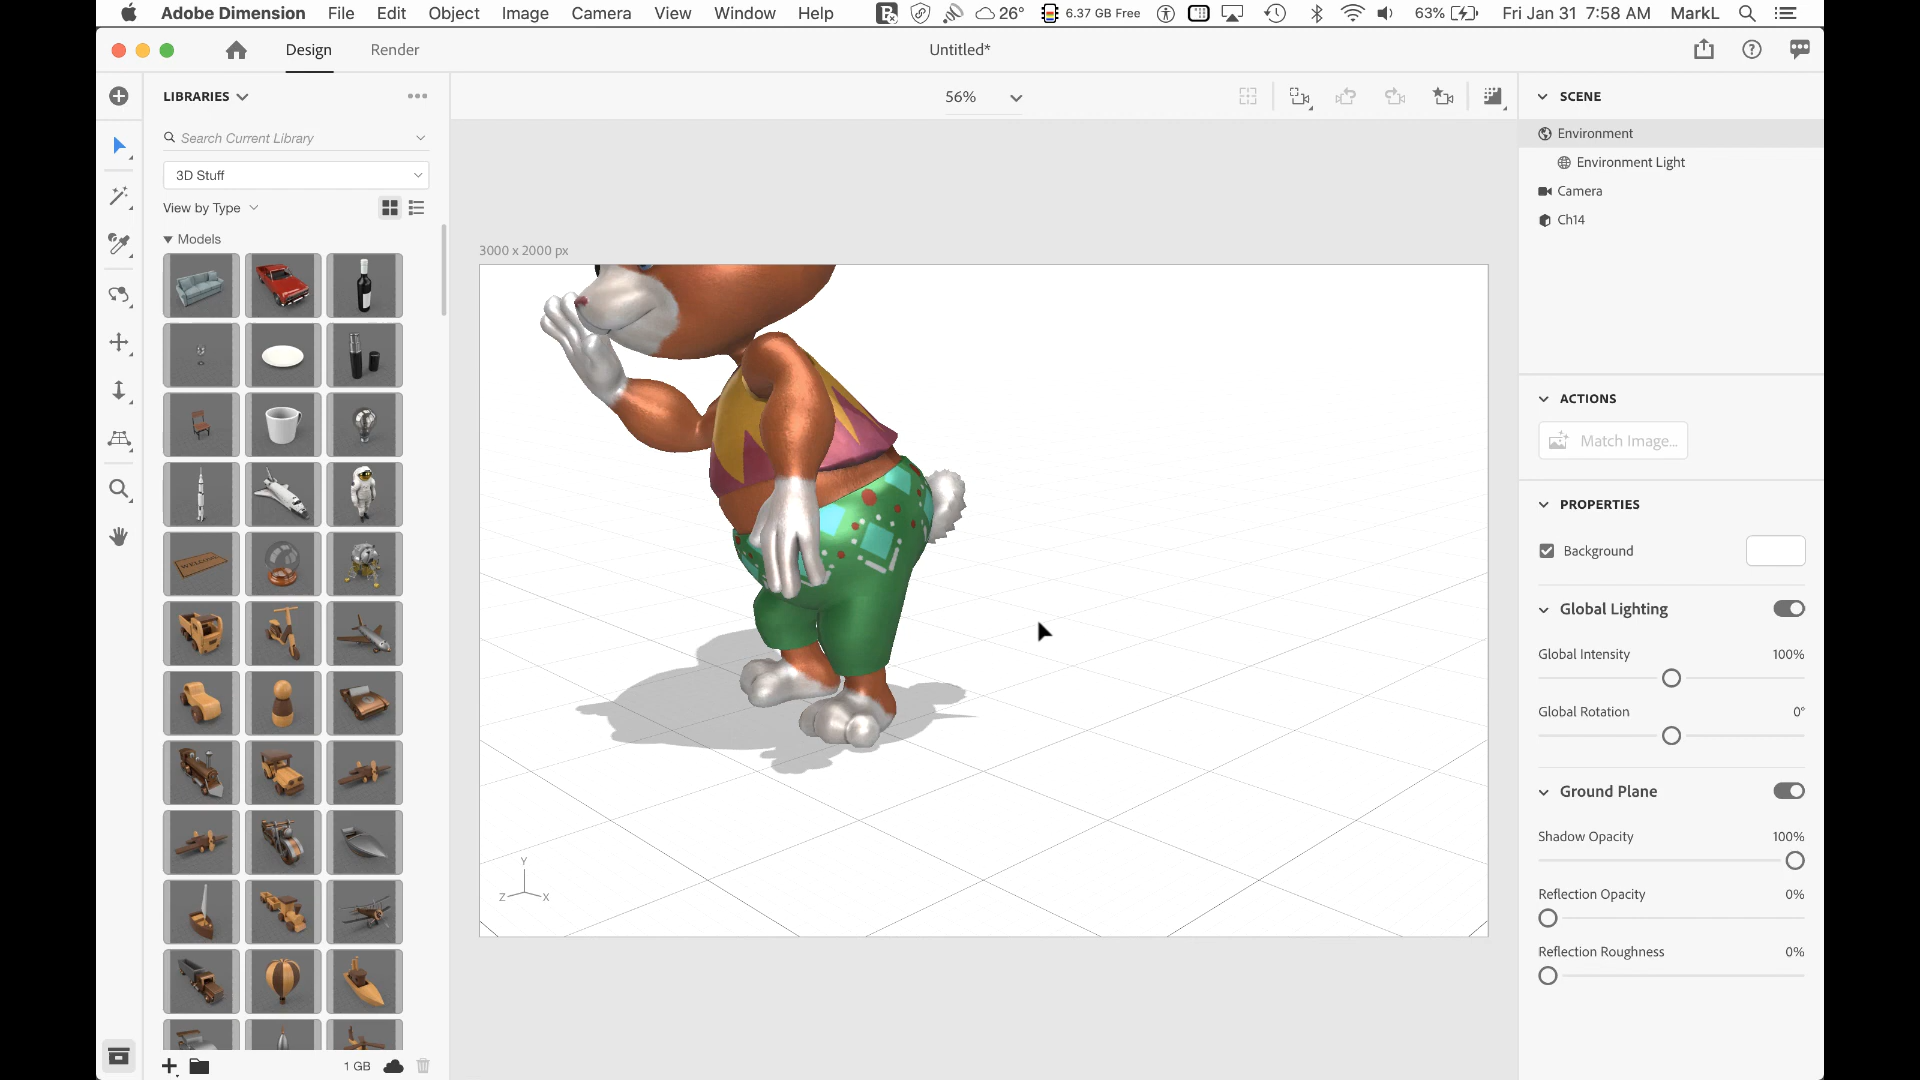 Adobe Dimension File Edit Object Image Camera View Window Help 26° 6.37 GB Free 63% Fri Jan 31 7:58 AM MarkL
Design Render Untitled*
LIBRARIES 56% SCENE
Search Current Library
3D Stuff
View by Type
Models
Environment
Environment Light
Camera
Ch14
3000 x 2000 px
ACTIONS
Match Image...
PROPERTIES
Background
Global Lighting
Global Intensity 100%
Global Rotation 0°
Ground Plane
Shadow Opacity 100%
Reflection Opacity 0%
Reflection Roughness 0%
WELCOME
Y
Z X
1 GB